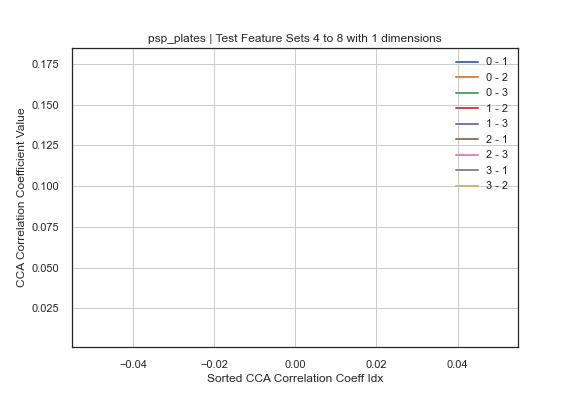 psp_plates | Test Feature Sets 4 to 8 with 1 dimensions
CCA Correlation Coefficient Value
0.175
0.150
0.125
0.100
0.075
0.050
0.025
0 - 1
0 - 2
0 - 3
1 - 2
1 - 3
2 - 1
2 - 3
3 - 1
3 - 2
−0.04 −0.02 0.00 0.02 0.04
Sorted CCA Correlation Coeff Idx